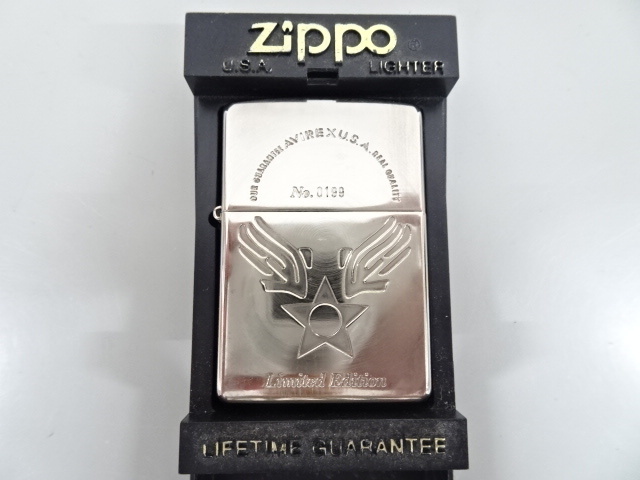 Zippo ®
U.S.A. LIGHTER
OUR GUARANTEE AVIREX U.S.A. REAL QUALITY
No. 0199
Limited Edition
LIFETIME GUARANTEE